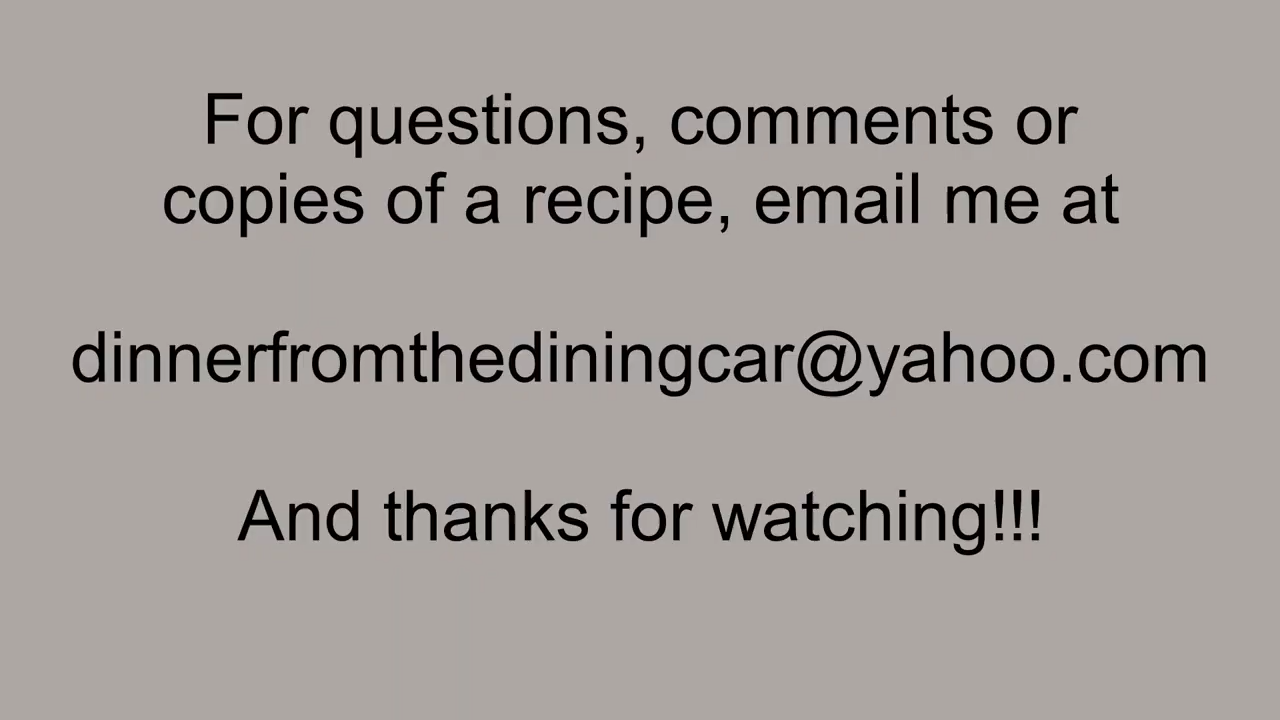 For questions, comments or
copies of a recipe, email me at
dinnerfromthediningcar@yahoo.com
And thanks for watching!!!